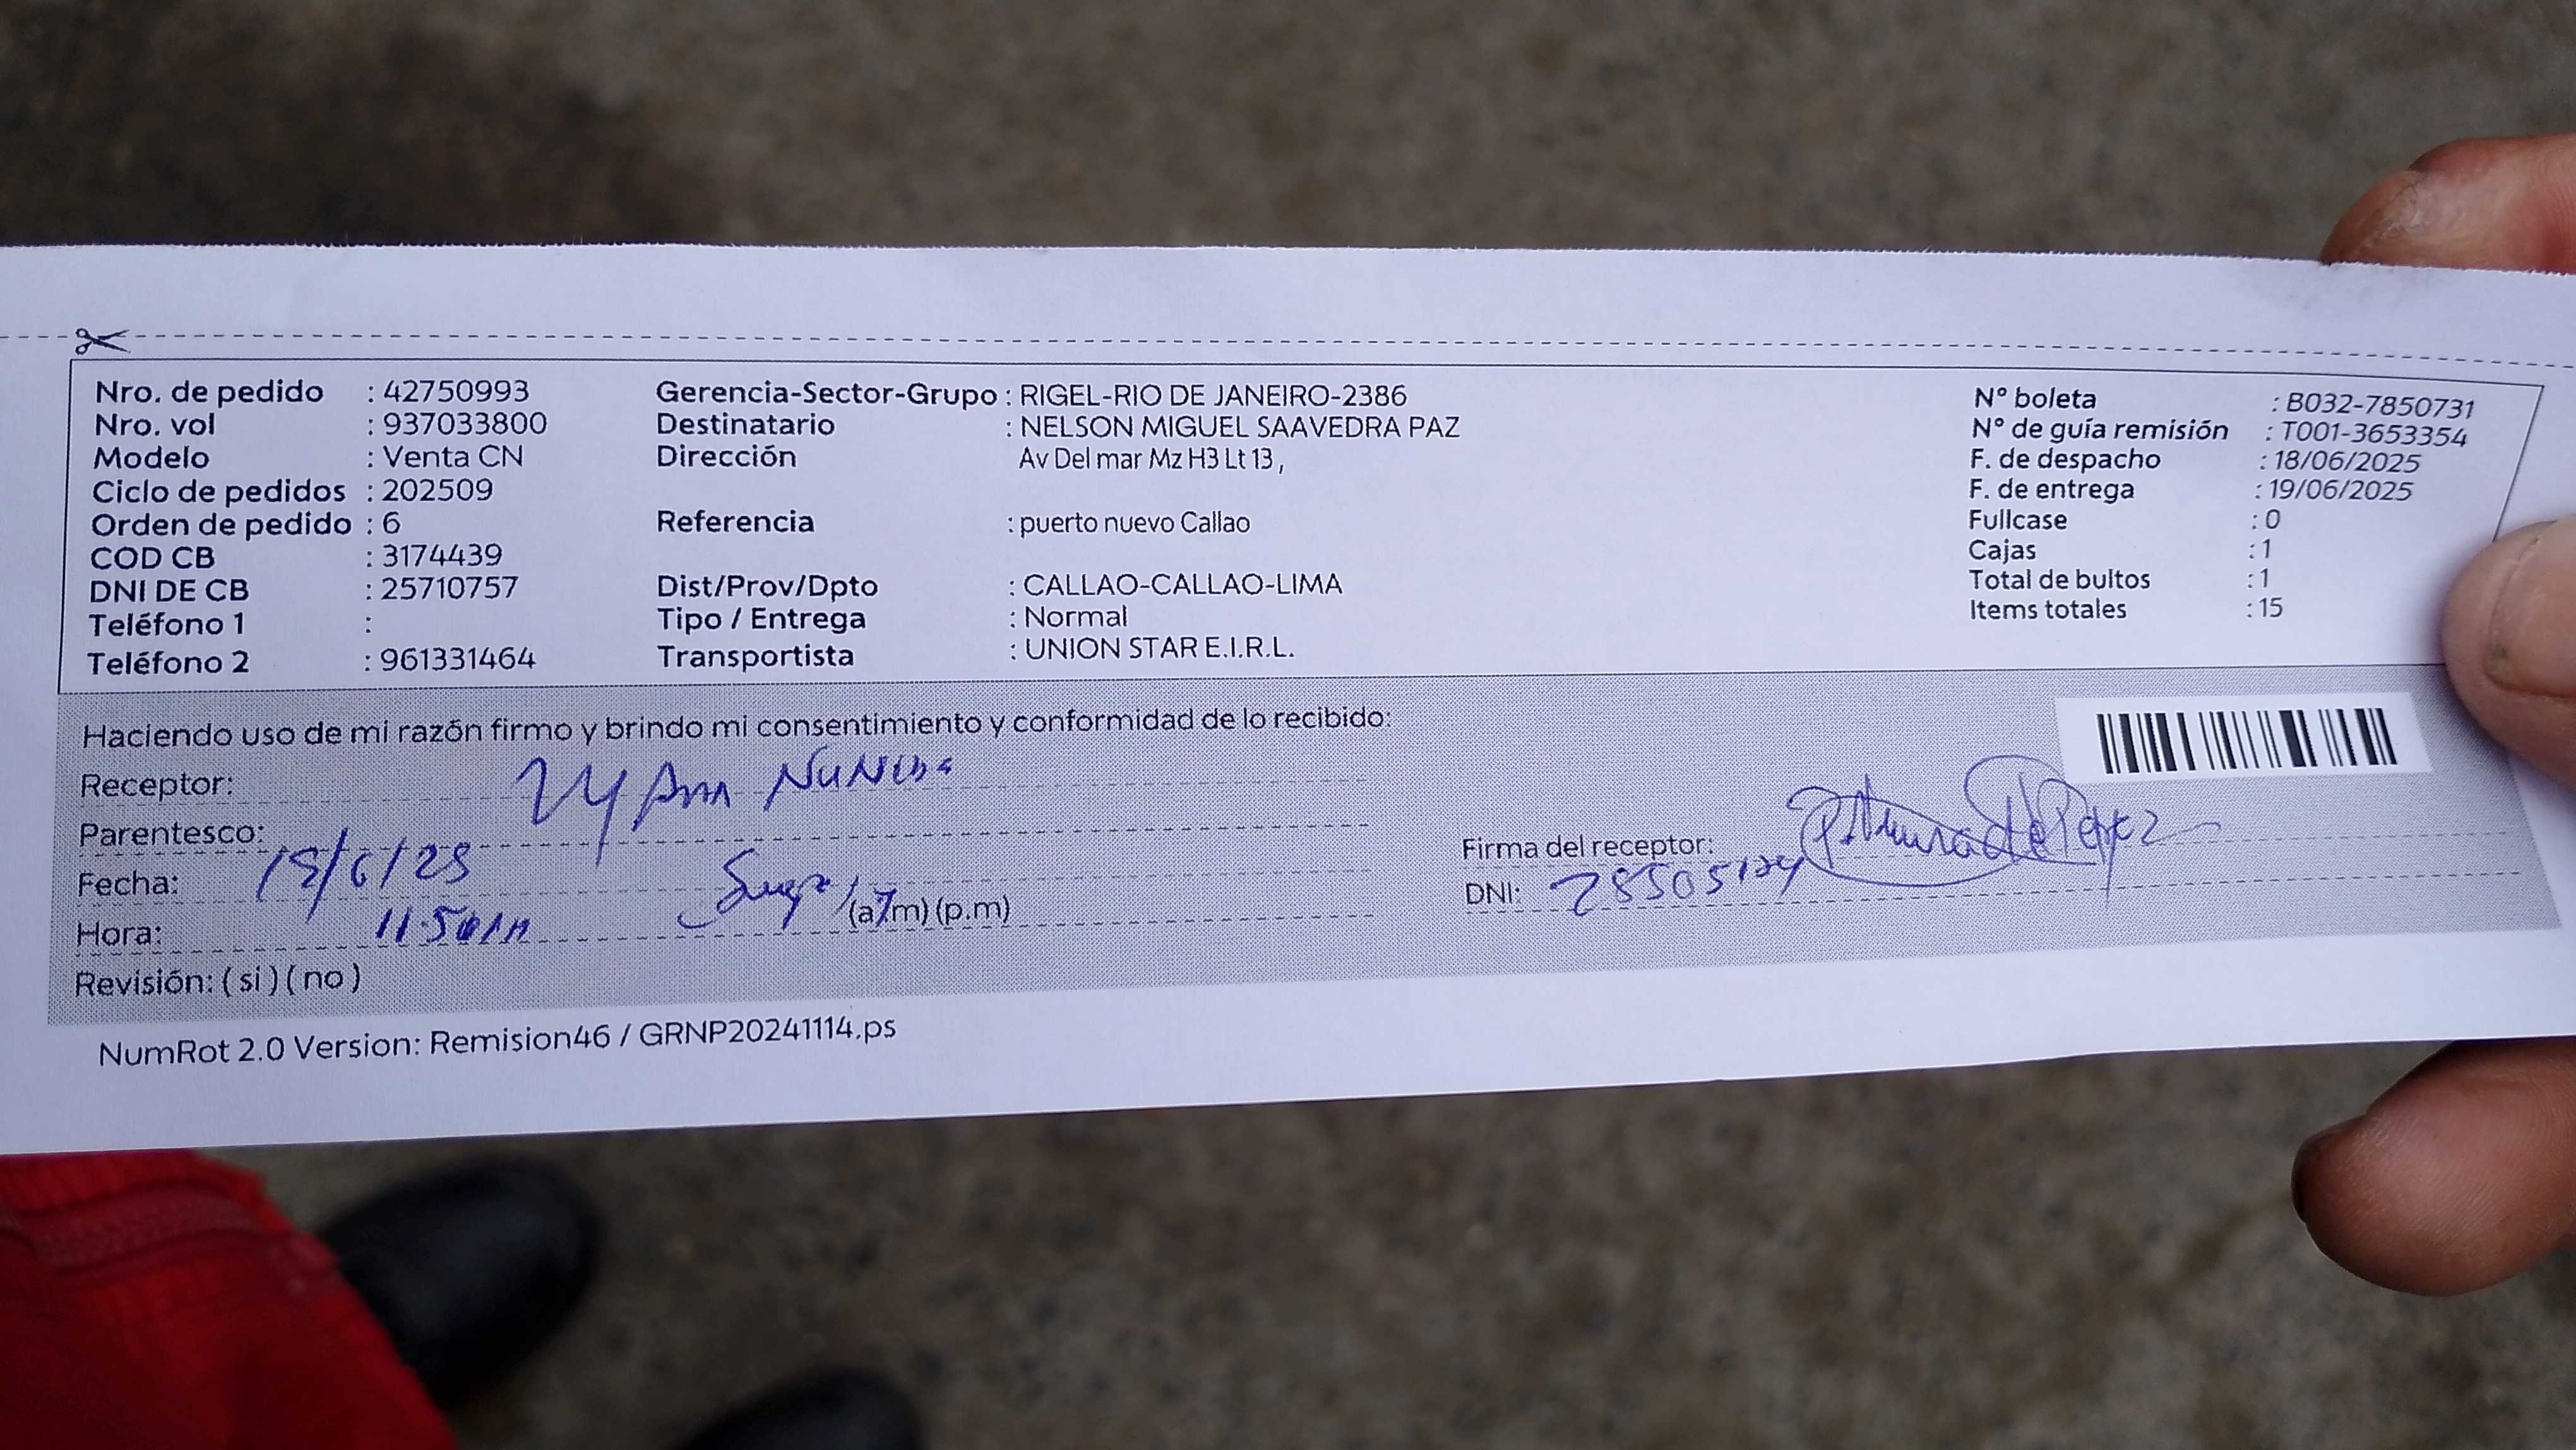 Nro. de pedido : 42750993
Nro. vol : 937033800
Modelo : Venta CN
Ciclo de pedidos : 202509
Orden de pedido : 6
COD CB : 3174439
DNI DE CB : 25710757
Teléfono 1 :
Teléfono 2 : 961331464
Gerencia-Sector-Grupo : RIGEL-RIO DE JANEIRO-2386
Destinatario : NELSON MIGUEL SAAVEDRA PAZ
Dirección Av Del mar Mz H3 Lt 13 ,
Referencia : puerto nuevo Callao
Dist/Prov/Dpto : CALLAO-CALLAO-LIMA
Tipo / Entrega : Normal
Transportista : UNION STAR E.I.R.L.
N° boleta : B032-7850731
N° de guía remisión : T001-3653354
F. de despacho : 18/06/2025
F. de entrega : 19/06/2025
Fullcase : 0
Cajas : 1
Total de bultos : 1
Items totales : 15
Haciendo uso de mi razón firmo y brindo mi consentimiento y conformidad de lo recibido:
Receptor:
Parentesco:
Fecha:
Hora: (a.m) (p.m)
Revisión: ( si ) ( no )
Firma del receptor:
DNI:
NumRot 2.0 Version: Remision46 / GRNP20241114.ps